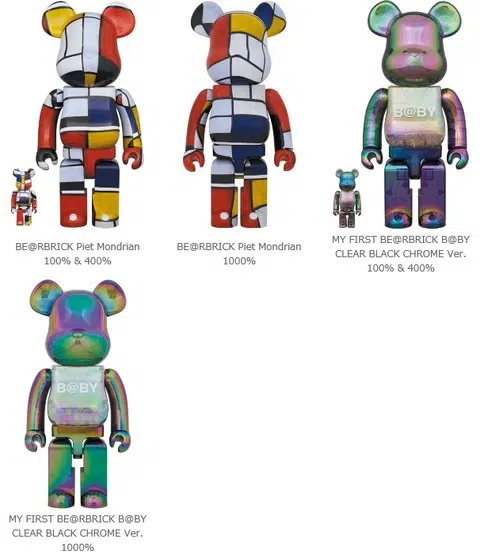 BE@RBRICK Piet Mondrian
100% & 400%
BE@RBRICK Piet Mondrian
1000%
B@BY
MY FIRST BE@RBRICK B@BY
CLEAR BLACK CHROME Ver.
100% & 400%
B@BY
MY FIRST BE@RBRICK B@BY
CLEAR BLACK CHROME Ver.
1000%